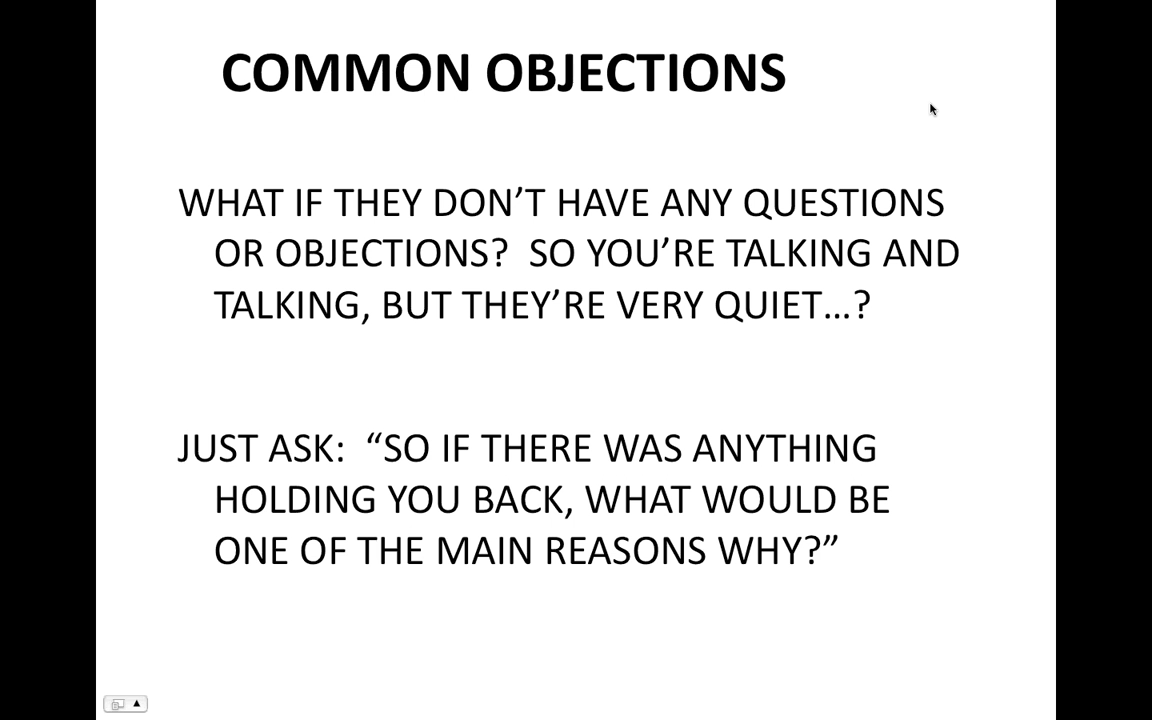 COMMON OBJECTIONS
WHAT IF THEY DON’T HAVE ANY QUESTIONS
OR OBJECTIONS?  SO YOU’RE TALKING AND
TALKING, BUT THEY’RE VERY QUIET…?
JUST ASK:  “SO IF THERE WAS ANYTHING
HOLDING YOU BACK, WHAT WOULD BE
ONE OF THE MAIN REASONS WHY?”